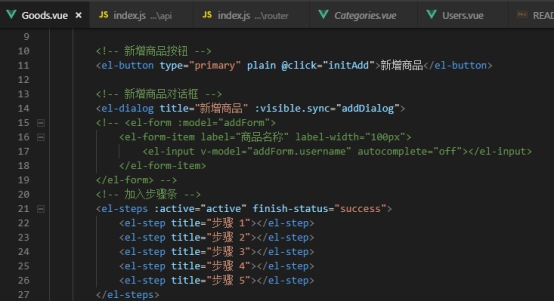 Goods.vue × JS index.js ...\api JS index.js ...\router Categories.vue Users.vue READ
9
10 <!-- 新增商品按钮 -->
11 <el-button type="primary" plain @click="initAdd">新增商品</el-button>
12
13 <!-- 新增商品对话框 -->
14 <el-dialog title="新增商品" :visible.sync="addDialog">
15 <!-- <el-form :model="addForm">
16 <el-form-item label="商品名称" label-width="100px">
17 <el-input v-model="addForm.username" autocomplete="off"></el-input>
18 </el-form-item>
19 </el-form> -->
20 <!-- 加入步骤条 -->
21 <el-steps :active="active" finish-status="success">
22 <el-step title="步骤 1"></el-step>
23 <el-step title="步骤 2"></el-step>
24 <el-step title="步骤 3"></el-step>
25 <el-step title="步骤 4"></el-step>
26 <el-step title="步骤 5"></el-step>
27 </el-steps>